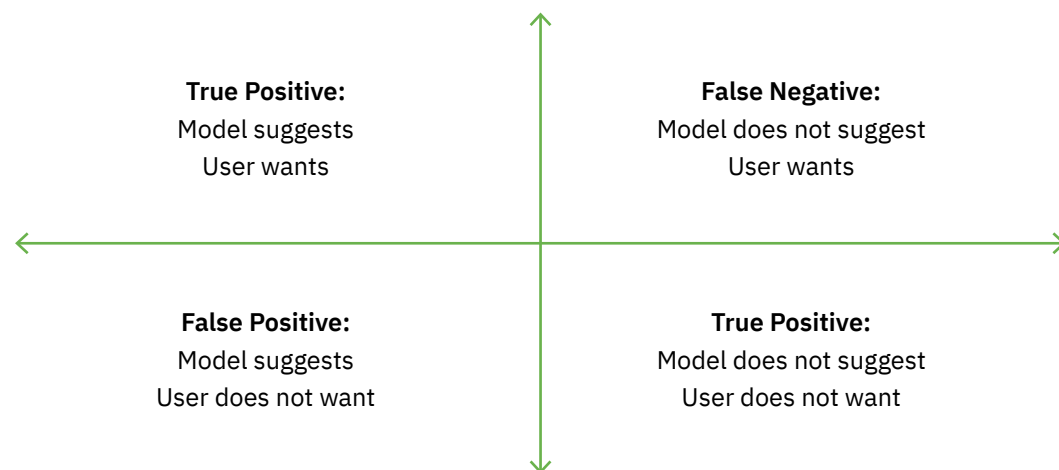 True Positive:
Model suggests
User wants
False Negative:
Model does not suggest
User wants
False Positive:
Model suggests
User does not want
True Positive:
Model does not suggest
User does not want